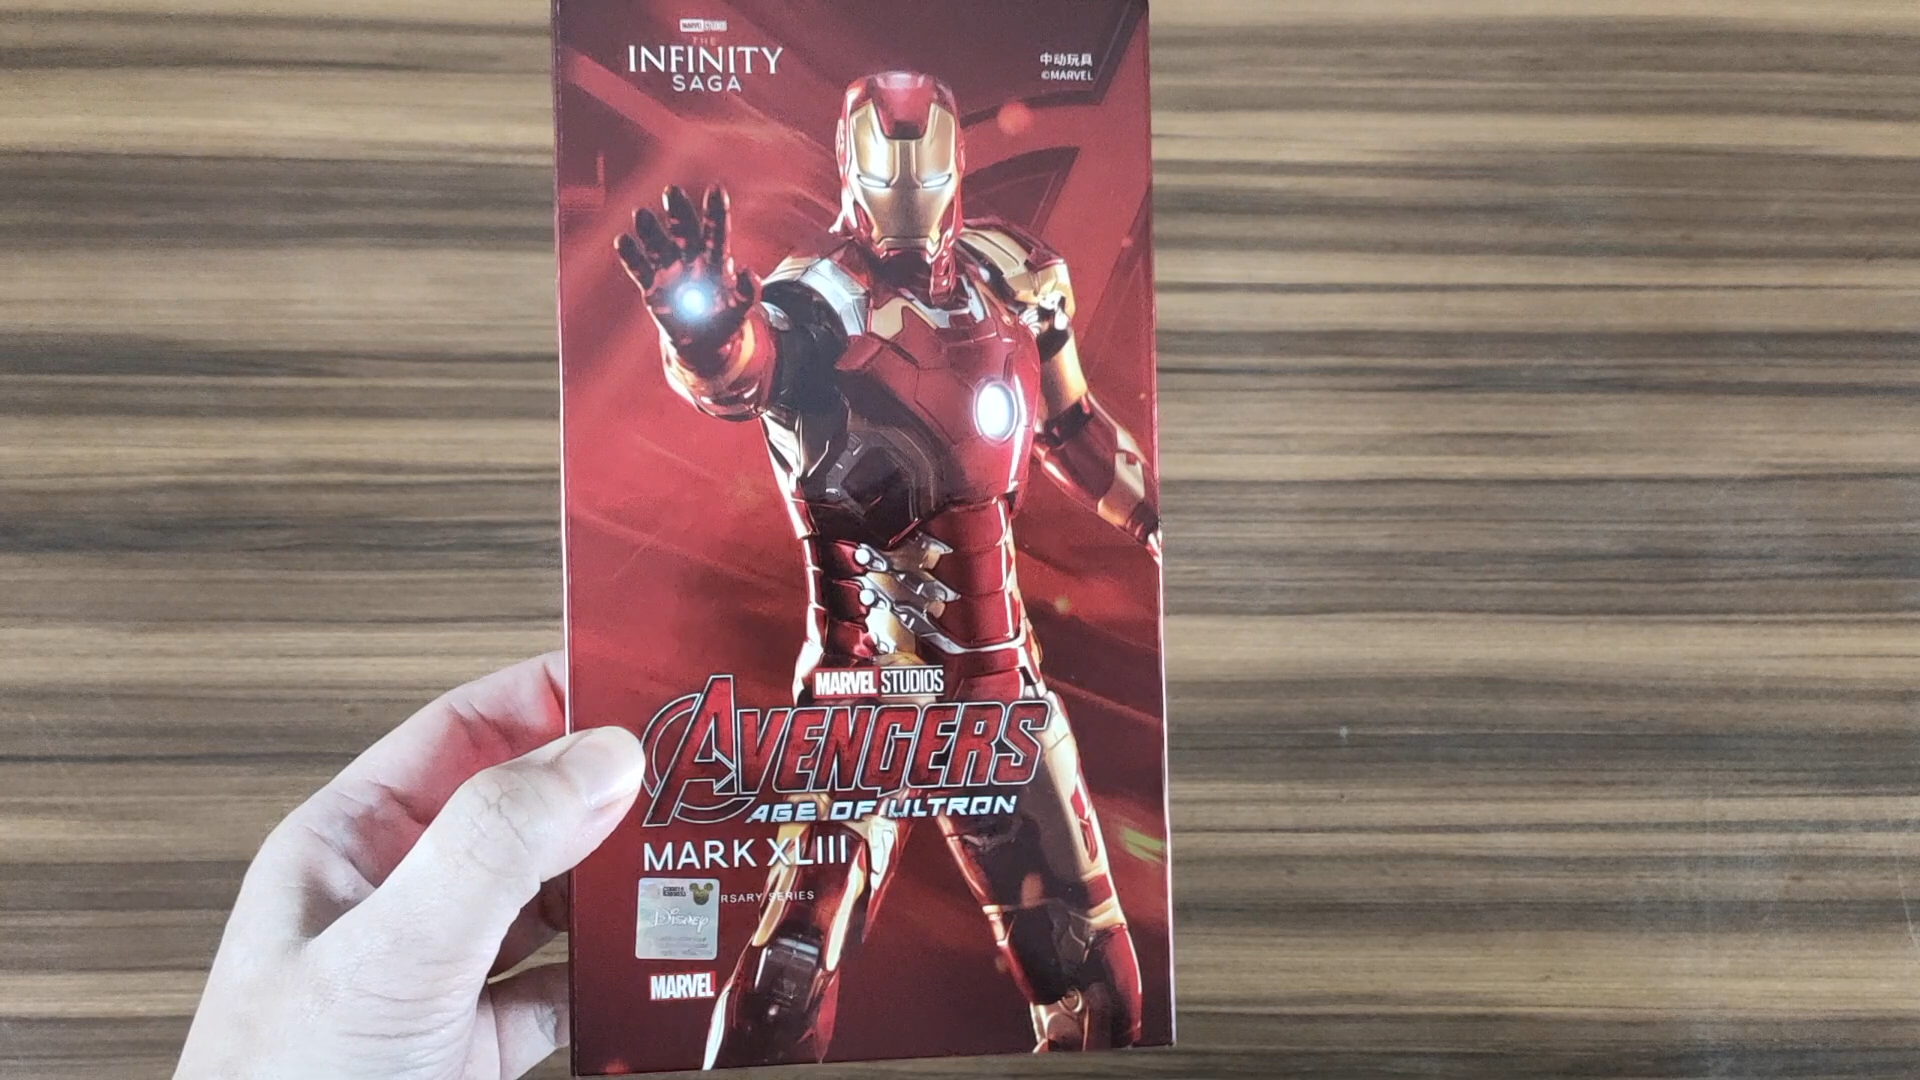 MARVEL STUDIOS
THE
INFINITY
SAGA
中动玩具
©MARVEL
MARVEL STUDIOS
AVENGERS
AGE OF ULTRON
MARK XLIII
RSARY SERIES
Disney
MARVEL